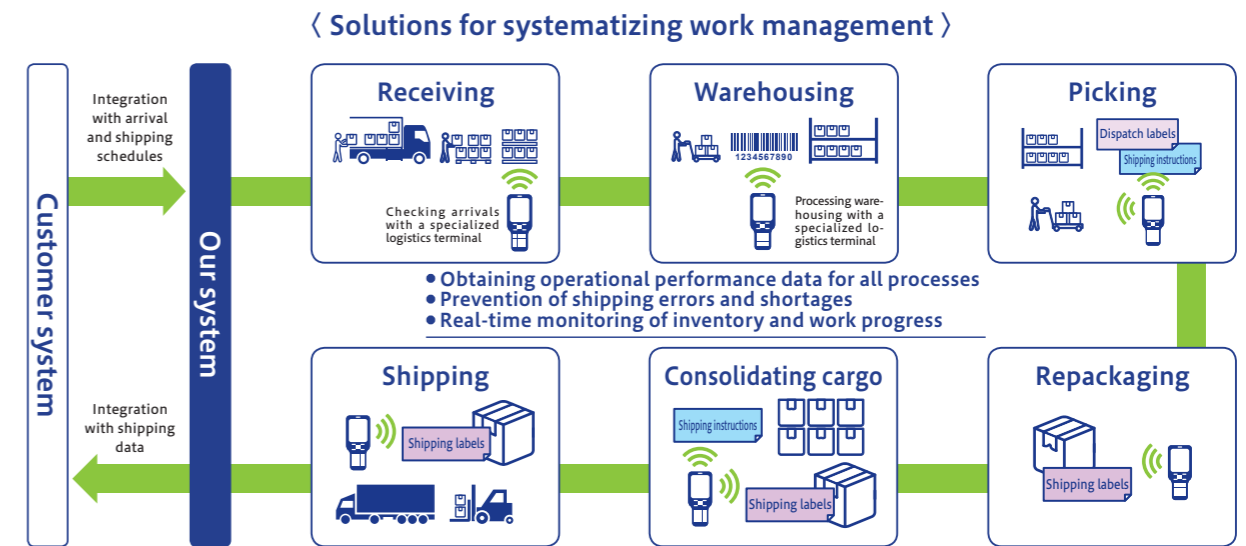 〈 Solutions for systematizing work management 〉
Customer system
Integration
with arrival
and shipping
schedules
Our system
Receiving
Checking arrivals
with a specialized
logistics terminal
Warehousing
1234567890
Processing ware-
housing with a
specialized lo-
gistics terminal
Picking
Dispatch labels
Shipping instructions
● Obtaining operational performance data for all processes
● Prevention of shipping errors and shortages
● Real-time monitoring of inventory and work progress
Repackaging
Shipping labels
Consolidating cargo
Shipping instructions
Shipping labels
Shipping
Shipping labels
Integration
with shipping
data